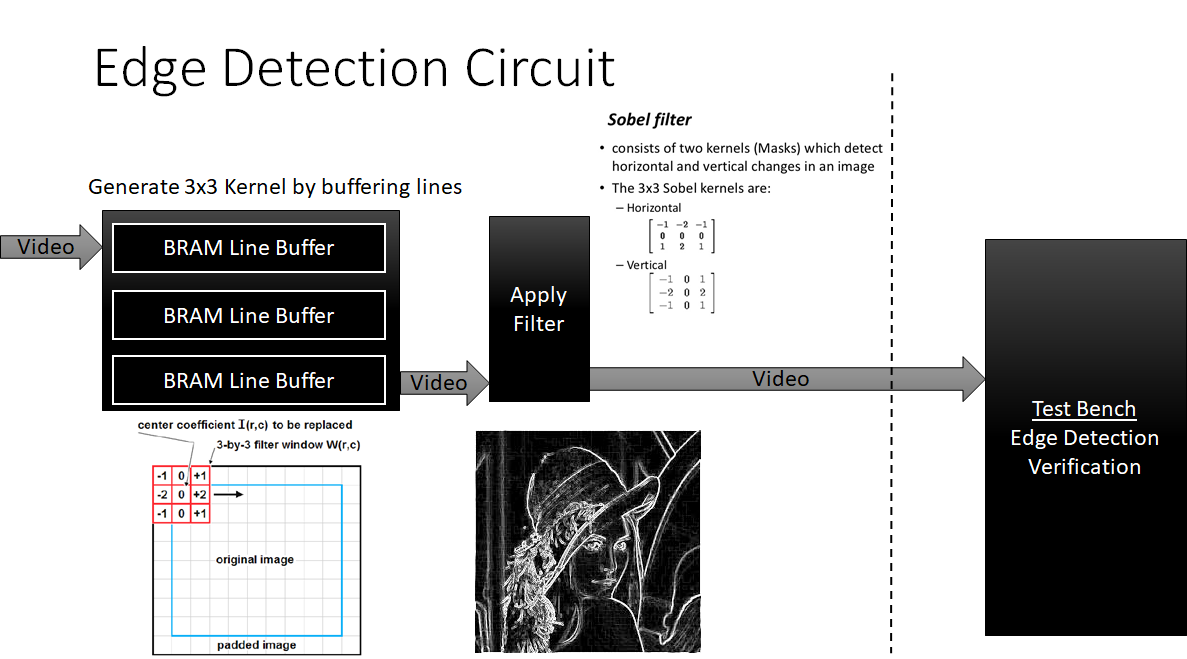 Edge Detection Circuit
Sobel filter
• consists of two kernels (Masks) which detect
horizontal and vertical changes in an image
• The 3x3 Sobel kernels are:
– Horizontal
−1 −2 −1
0 0 0
1 2 1
– Vertical
−1 0 1
−2 0 2
−1 0 1
Generate 3x3 Kernel by buffering lines
Video
BRAM Line Buffer
BRAM Line Buffer
BRAM Line Buffer
Video
Apply
Filter
Video
Test Bench
Edge Detection
Verification
center coefficient I(r,c) to be replaced
3-by-3 filter window W(r,c)
-1 0 +1
-2 0 +2
-1 0 +1
original image
padded image